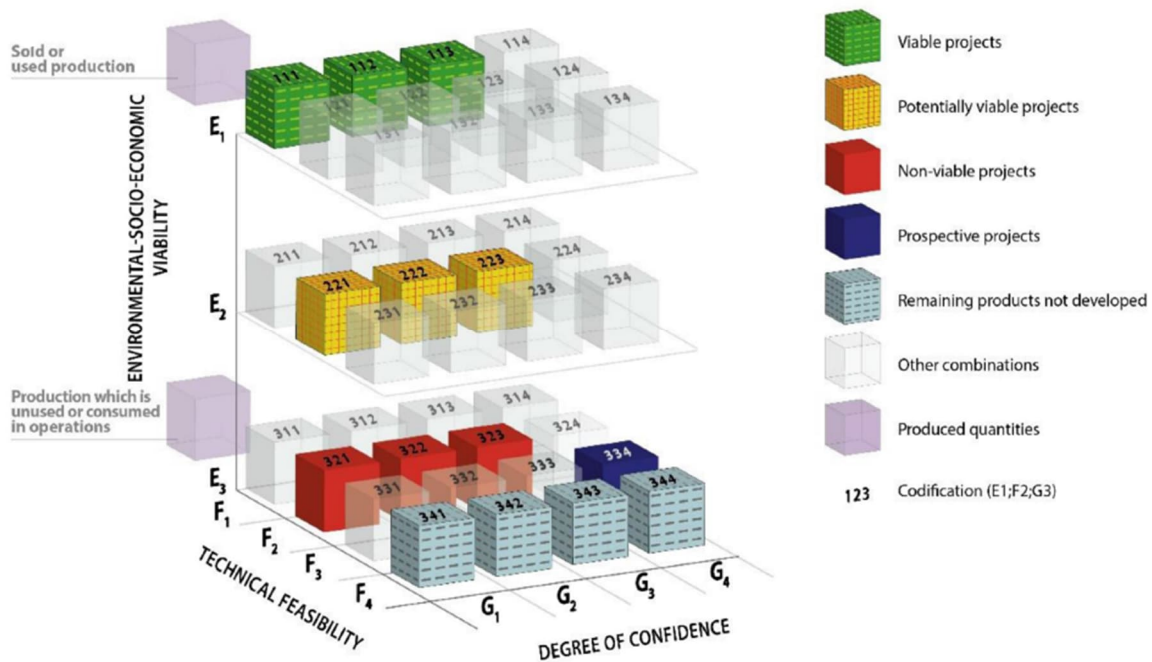 Sold or
used production
ENVIRONMENTAL-SOCIO-ECONOMIC
VIABILITY
E1
111
112
113
114
121
122
123
124
131
132
133
134
E2
211
212
213
214
221
222
223
224
231
232
233
234
Production which is
unused or consumed
in operations
E3
311
312
313
314
321
322
323
324
331
332
333
334
341
342
343
344
F1
F2
F3
F4
TECHNICAL FEASIBILITY
G1
G2
G3
G4
DEGREE OF CONFIDENCE
Viable projects
Potentially viable projects
Non-viable projects
Prospective projects
Remaining products not developed
Other combinations
Produced quantities
123 Codification (E1;F2;G3)